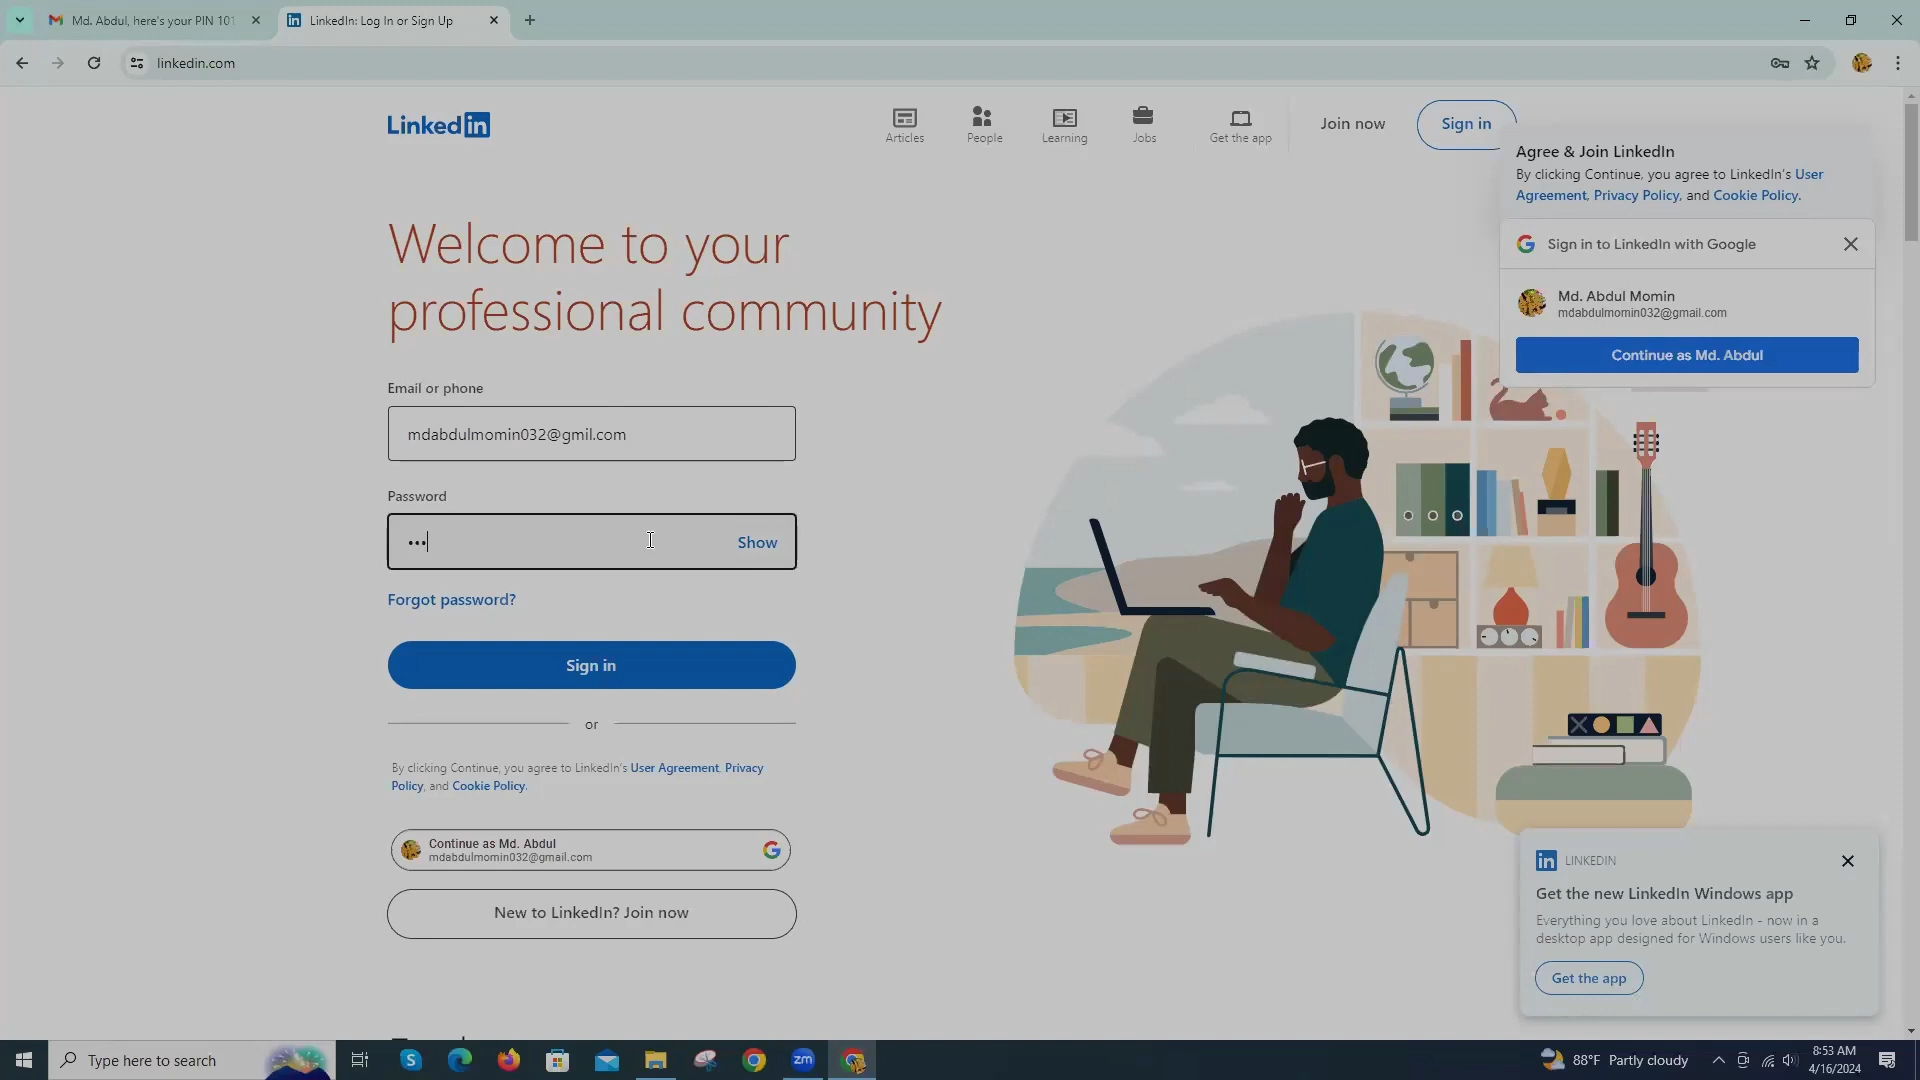 Md. Abdul, here's your PIN 101
LinkedIn: Log In or Sign Up
linkedin.com
Linked in
Articles
People
Learning
Jobs
Get the app
Join now
Sign in
Agree & Join LinkedIn
By clicking Continue, you agree to LinkedIn's User
Agreement, Privacy Policy, and Cookie Policy.
Sign in to LinkedIn with Google
Md. Abdul Momin
mdabdulmomin032@gmail.com
Continue as Md. Abdul
Welcome to your
professional community
Email or phone
mdabdulmomin032@gmil.com
Password
•••
Show
Forgot password?
Sign in
or
By clicking Continue, you agree to LinkedIn's User Agreement, Privacy
Policy, and Cookie Policy.
Continue as Md. Abdul
mdabdulmomin032@gmail.com
New to LinkedIn? Join now
in LINKEDIN
Get the new LinkedIn Windows app
Everything you love about LinkedIn - now in a
desktop app designed for Windows users like you.
Get the app
Type here to search
zm
88°F Partly cloudy
8:53 AM
4/16/2024